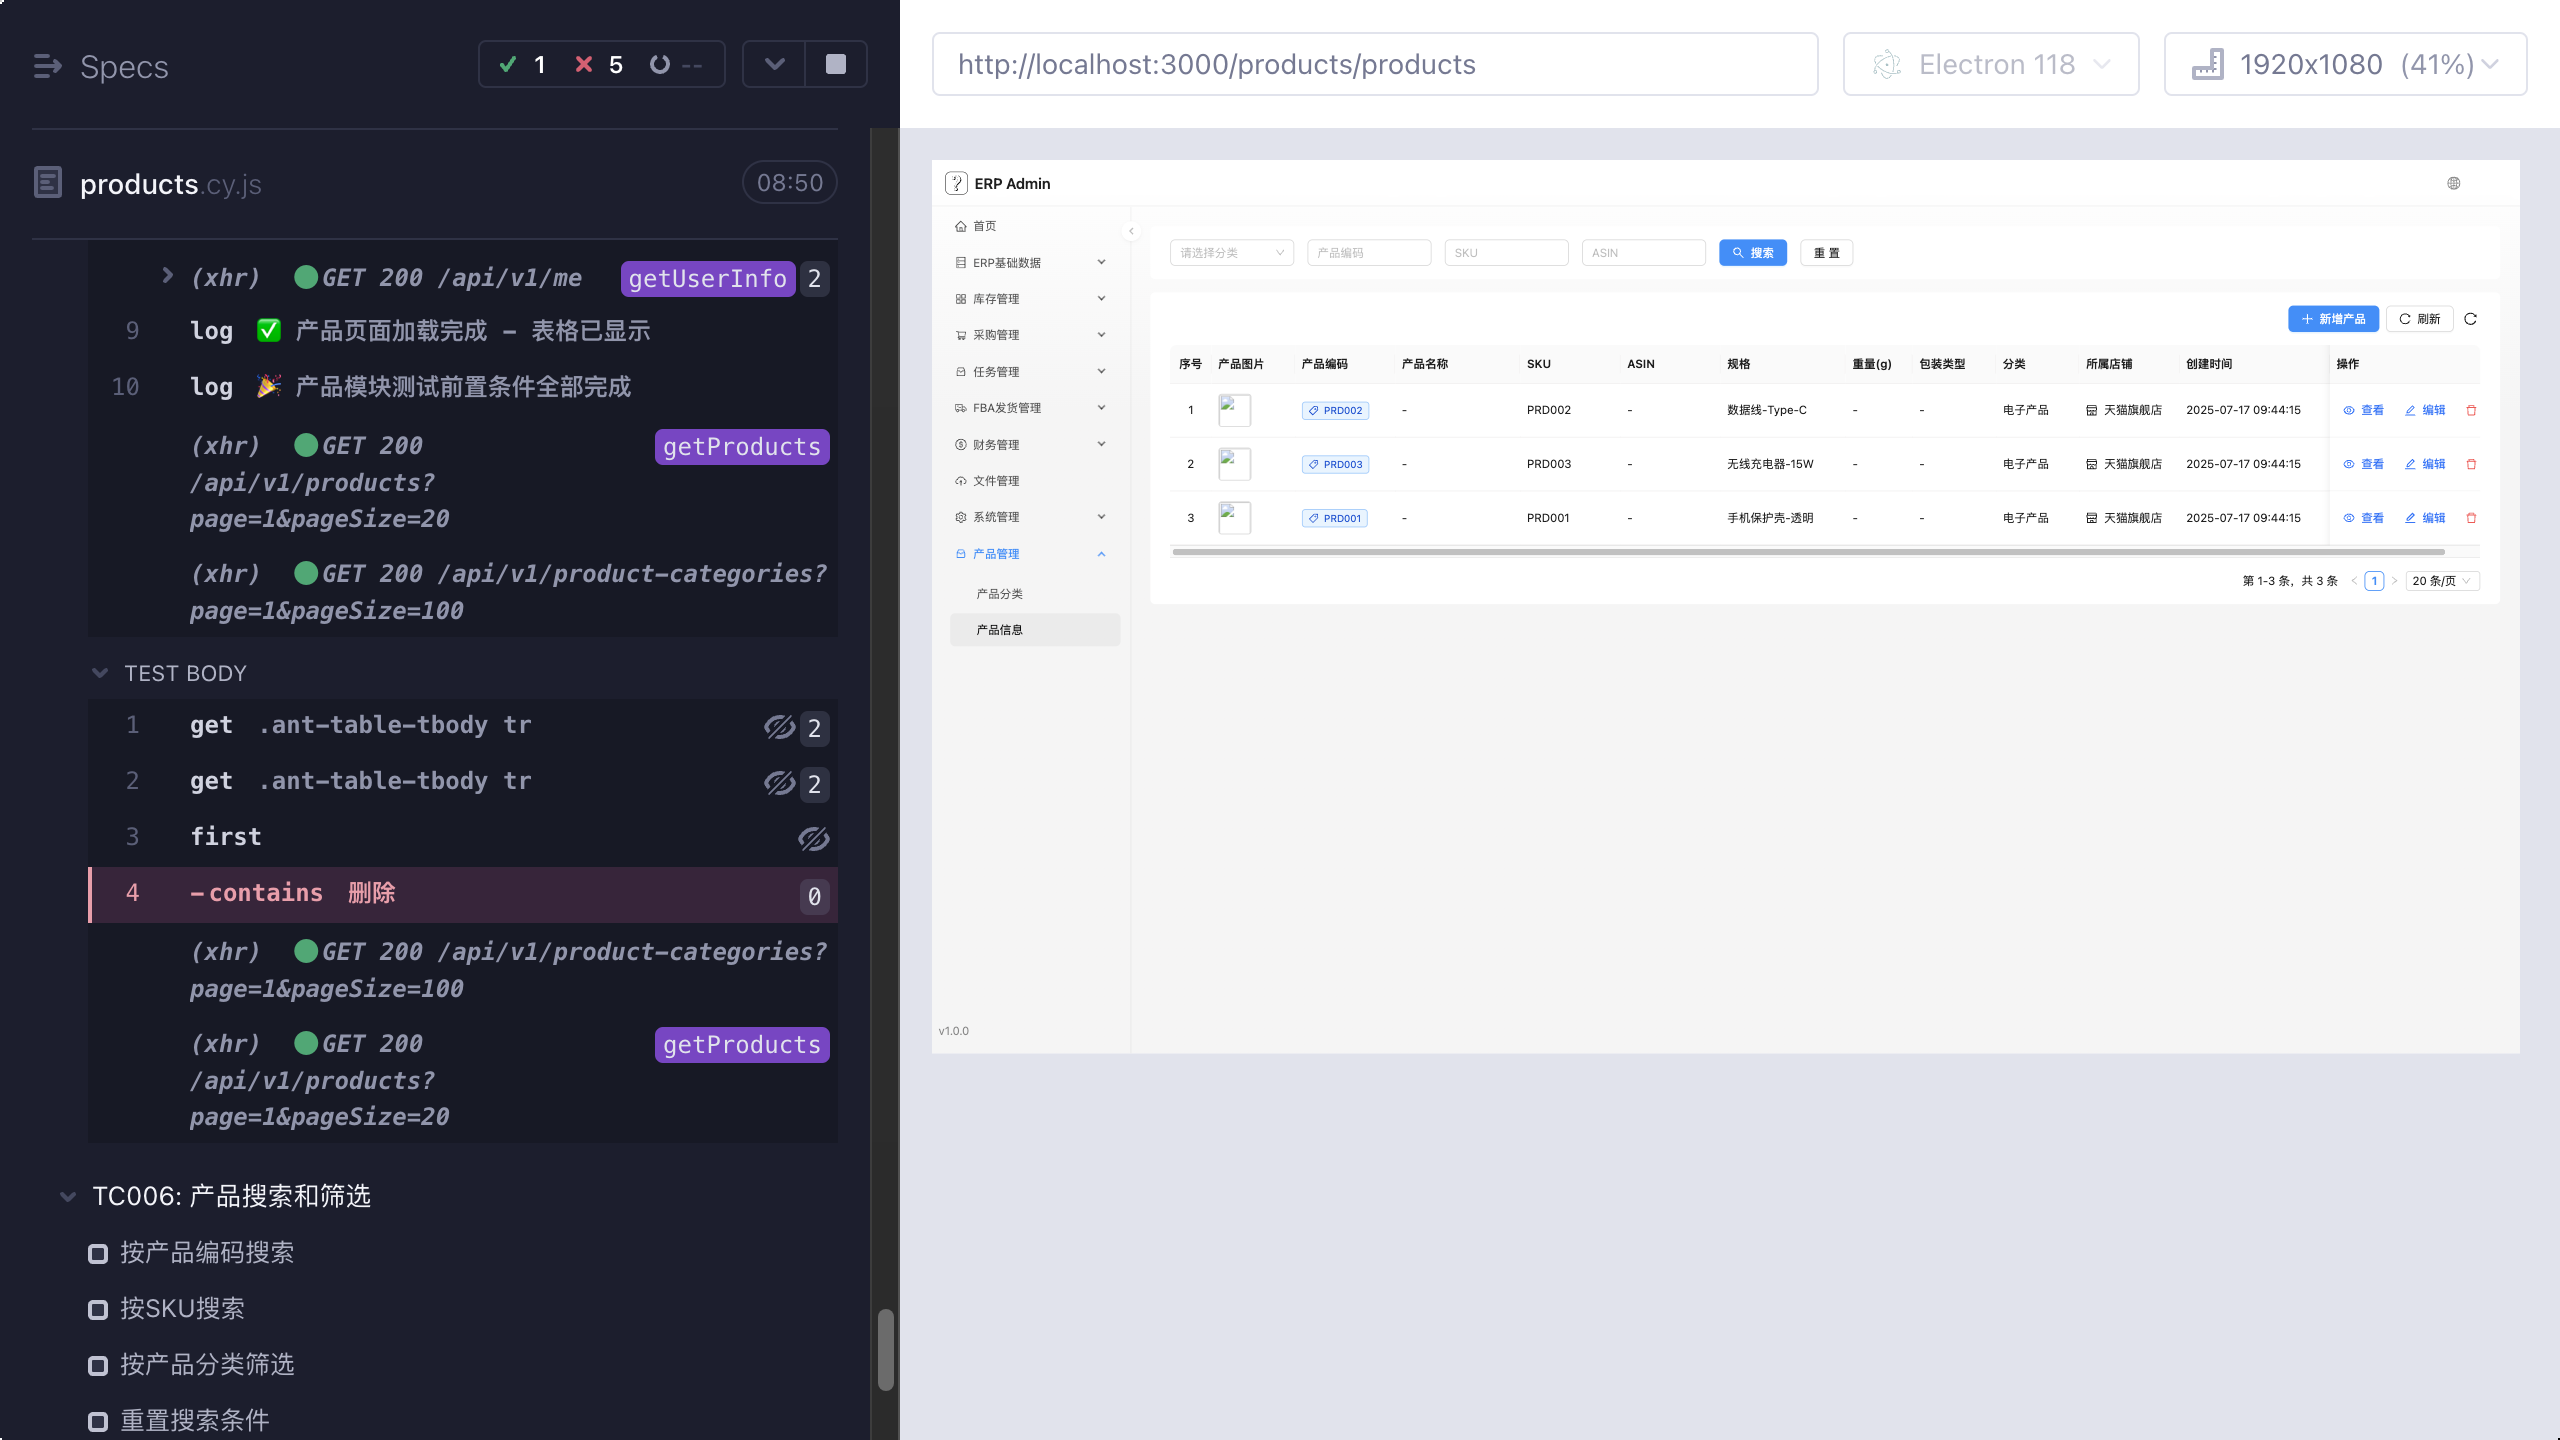 Specs
1 5 --
products.cy.js
08:50
(xhr) GET 200 /api/v1/me getUserInfo 2
9 log ✅ 产品页面加载完成 - 表格已显示
10 log 🎉 产品模块测试前置条件全部完成
(xhr) GET 200 getProducts
/api/v1/products?
page=1&pageSize=20
(xhr) GET 200 /api/v1/product-categories?
page=1&pageSize=100
TEST BODY
1 get .ant-table-tbody tr 2
2 get .ant-table-tbody tr 2
3 first
4 -contains 删除 0
(xhr) GET 200 /api/v1/product-categories?
page=1&pageSize=100
(xhr) GET 200 getProducts
/api/v1/products?
page=1&pageSize=20
TC006: 产品搜索和筛选
按产品编码搜索
按SKU搜索
按产品分类筛选
重置搜索条件
http://localhost:3000/products/products
Electron 118
1920x1080 (41%)
ERP Admin
首页
ERP基础数据
库存管理
采购管理
任务管理
FBA发货管理
财务管理
文件管理
系统管理
产品管理
产品分类
产品信息
v1.0.0
请选择分类 产品编码 SKU ASIN 搜索 重 置
新增产品 刷新
序号 产品图片 产品编码 产品名称 SKU ASIN 规格 重量(g) 包装类型 分类 所属店铺 创建时间 操作
1 PRD002 - PRD002 - 数据线-Type-C - - 电子产品 天猫旗舰店 2025-07-17 09:44:15 查看 编辑
2 PRD003 - PRD003 - 无线充电器-15W - - 电子产品 天猫旗舰店 2025-07-17 09:44:15 查看 编辑
3 PRD001 - PRD001 - 手机保护壳-透明 - - 电子产品 天猫旗舰店 2025-07-17 09:44:15 查看 编辑
第 1-3 条，共 3 条 1 20 条/页